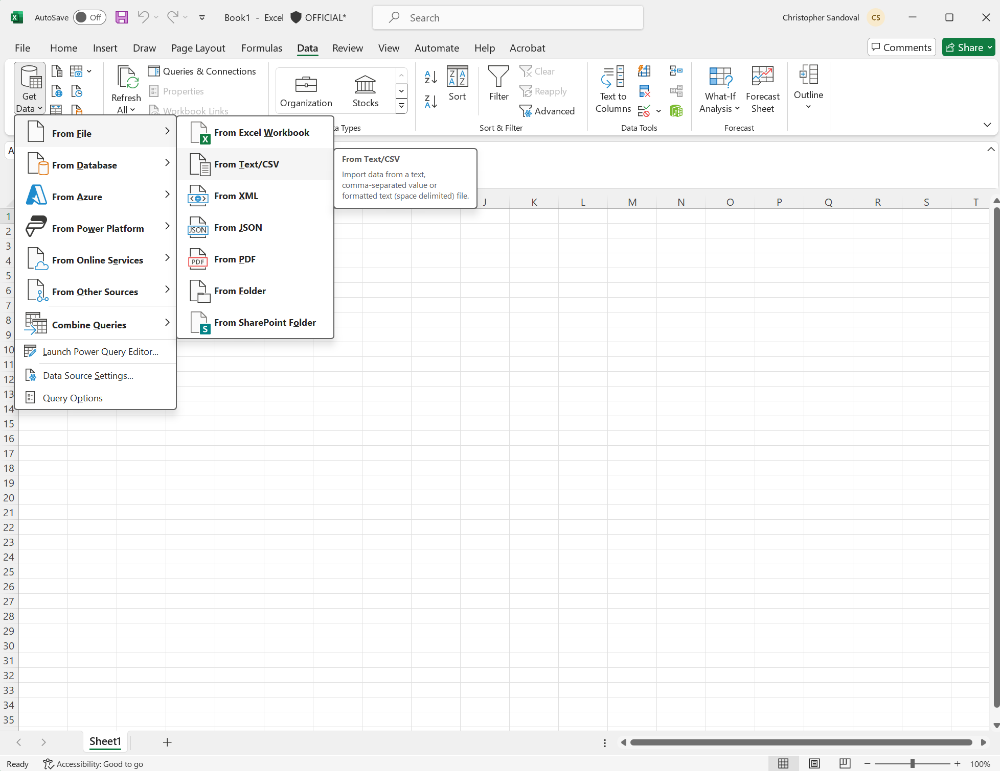 AutoSave Off Book1 - Excel OFFICIAL* Search Christopher Sandoval CS
File Home Insert Draw Page Layout Formulas Data Review View Automate Help Acrobat Comments Share
Get Data
Refresh All
Queries & Connections
Properties
Workbook Links
Organization Stocks
Sort
Filter
Clear
Reapply
Advanced
Sort & Filter
Text to Columns
Data Tools
What-If Analysis
Forecast Sheet
Forecast
Outline
a Types
From File
From Database
From Azure
From Power Platform
From Online Services
From Other Sources
Combine Queries
Launch Power Query Editor...
Data Source Settings...
Query Options
From Excel Workbook
From Text/CSV
From XML
JSON From JSON
PDF From PDF
From Folder
From SharePoint Folder
From Text/CSV
Import data from a text,
comma-separated value or
formatted text (space delimited) file.
A
J K L M N O P Q R S T
1
2
3
4
5
6
7
8
9
10
11
12
13
14
15
16
17
18
19
20
21
22
23
24
25
26
27
28
29
30
31
32
33
34
35
Sheet1
Ready Accessibility: Good to go 100%